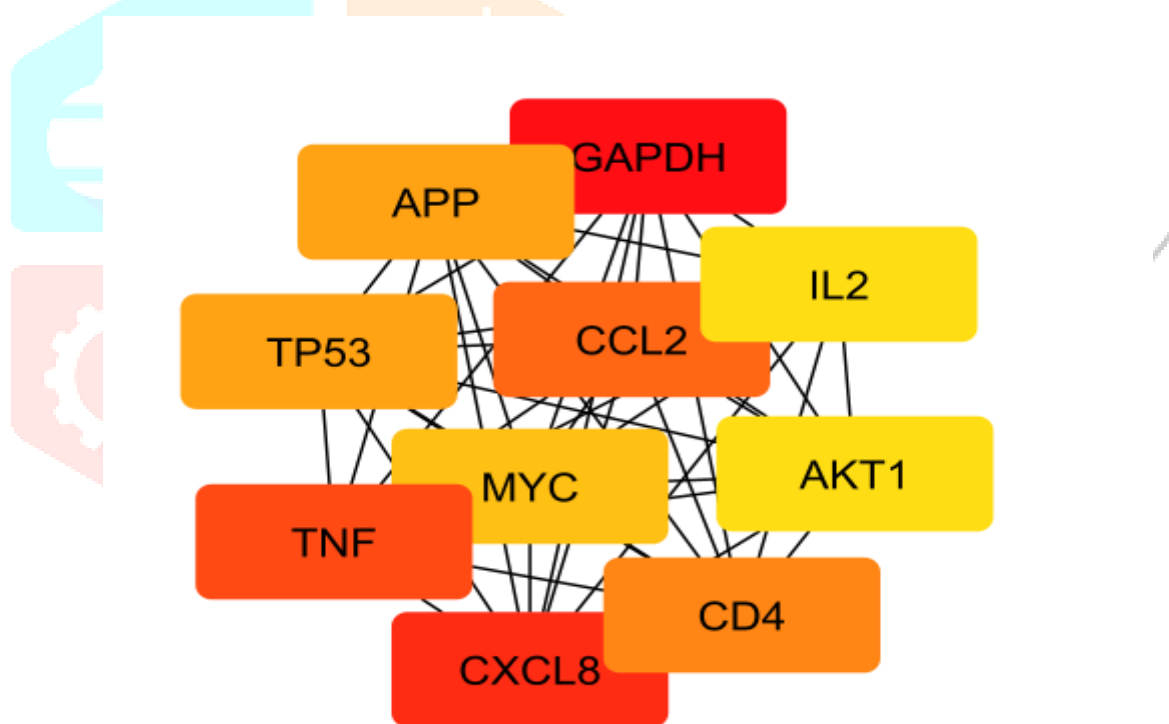 GAPDH
APP
IL2
CCL2
TP53
AKT1
MYC
TNF
CD4
CXCL8